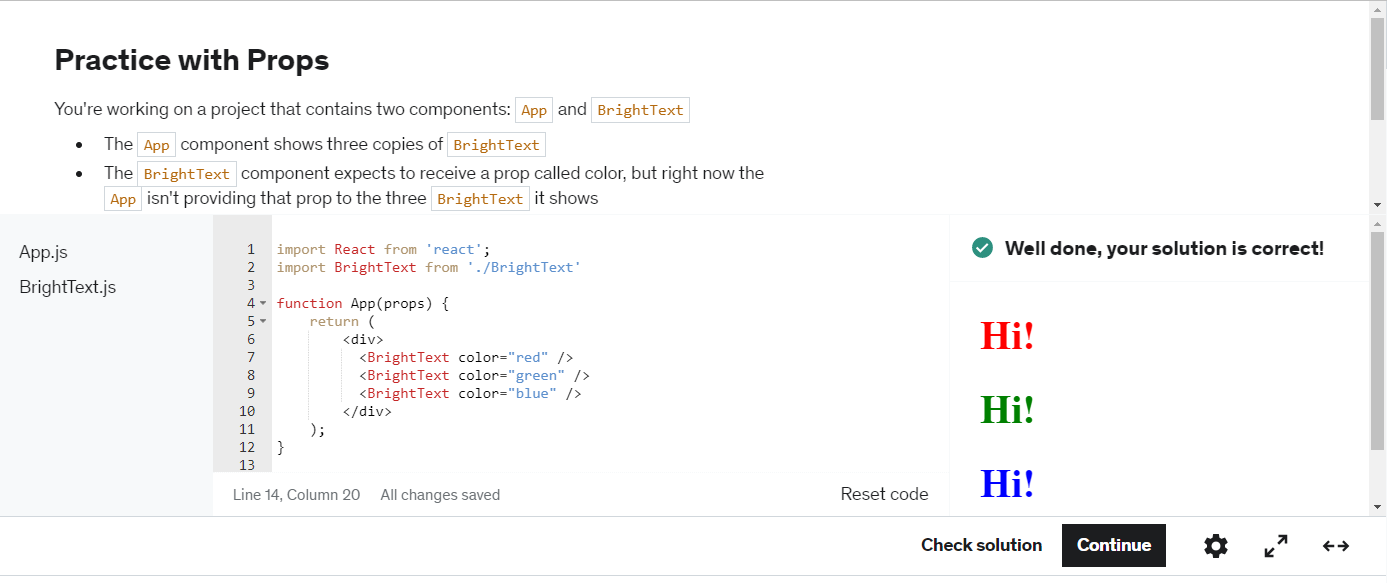 Practice with Props
You're working on a project that contains two components: App and BrightText
• The App component shows three copies of BrightText
• The BrightText component expects to receive a prop called color, but right now the
App isn't providing that prop to the three BrightText it shows
App.js
BrightText.js
1 import React from 'react';
2 import BrightText from './BrightText'
3
4 function App(props) {
5     return (
6         <div>
7           <BrightText color="red" />
8           <BrightText color="green" />
9           <BrightText color="blue" />
10         </div>
11     );
12 }
13
Line 14, Column 20 All changes saved
Reset code
Well done, your solution is correct!
Hi!
Hi!
Hi!
Check solution
Continue